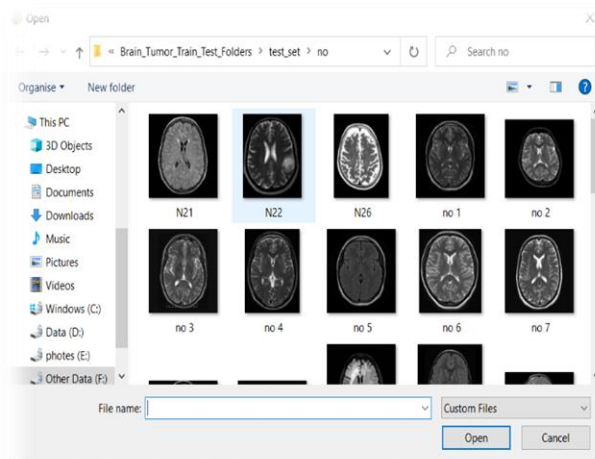 Open
« Brain_Tumor_Train_Test_Folders > test_set > no
Search no
Organise
New folder
This PC
3D Objects
Desktop
Documents
Downloads
Music
Pictures
Videos
Windows (C:)
Data (D:)
photes (E:)
Other Data (F:)
N21 N22 N26 no 1 no 2
no 3 no 4 no 5 no 6 no 7
File name:
Custom Files
Open Cancel